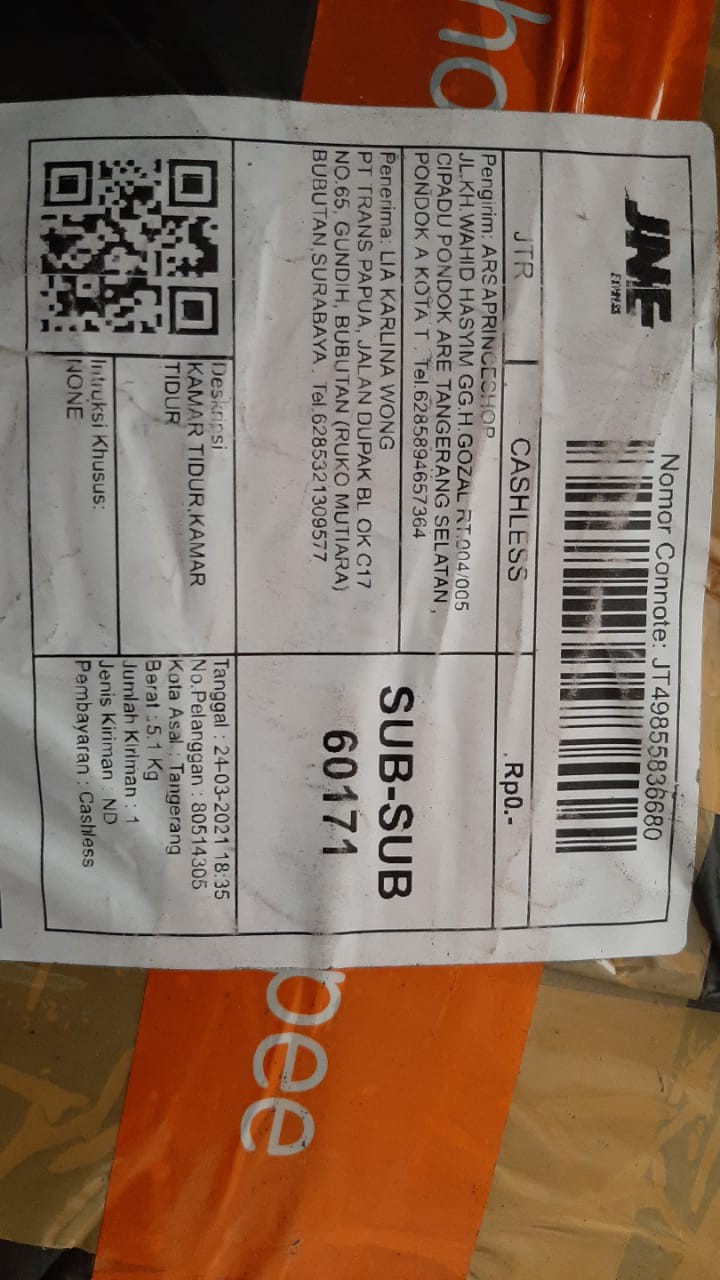 ho
JNE
EXPRESS
Nomor Connote: JT49855836680
JTR
CASHLESS
Rp0.-
Pengirim: ARSAPRINCESHOP
JL.KH.WAHID HASYIM GG.H.GOZAL RT.004/005
CIPADU PONDOK ARE TANGERANG SELATAN ,
PONDOK A KOTA T . Tel.6285894657364
Penerima: LIA KARLINA WONG
PT TRANS PAPUA, JALAN DUPAK BL OK C17
NO.65. GUNDIH, BUBUTAN (RUKO MUTIARA)
BUBUTAN,SURABAYA . Tel.6285321309577
SUB-SUB
60171
Deskripsi
KAMAR TIDUR,KAMAR
TIDUR
Intruksi Khusus:
NONE
Tanggal : 24-03-2021 18:35
No.Pelanggan : 80514305
Kota Asal : Tangerang
Berat : 5.1 Kg
Jumlah Kiriman : 1
Jenis Kiriman : ND
Pembayaran : Cashless
pee